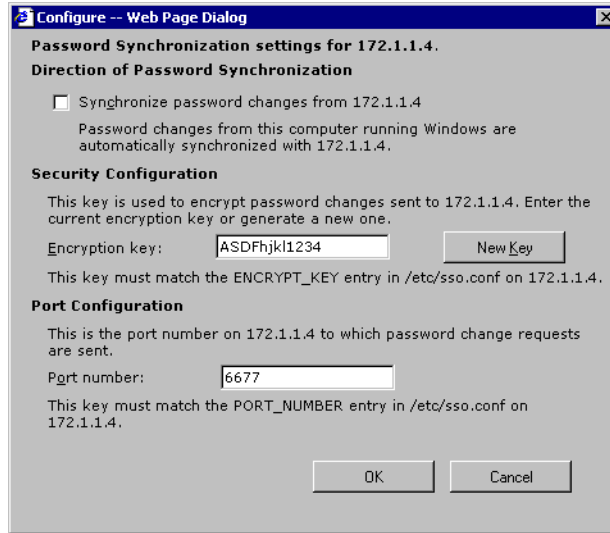 Configure -- Web Page Dialog
Password Synchronization settings for 172.1.1.4.
Direction of Password Synchronization
Synchronize password changes from 172.1.1.4
Password changes from this computer running Windows are
automatically synchronized with 172.1.1.4.
Security Configuration
This key is used to encrypt password changes sent to 172.1.1.4. Enter the
current encryption key or generate a new one.
Encryption key: ASDFhjkl1234 New Key
This key must match the ENCRYPT_KEY entry in /etc/sso.conf on 172.1.1.4.
Port Configuration
This is the port number on 172.1.1.4 to which password change requests
are sent.
Port number: 6677
This key must match the PORT_NUMBER entry in /etc/sso.conf on
172.1.1.4.
OK Cancel